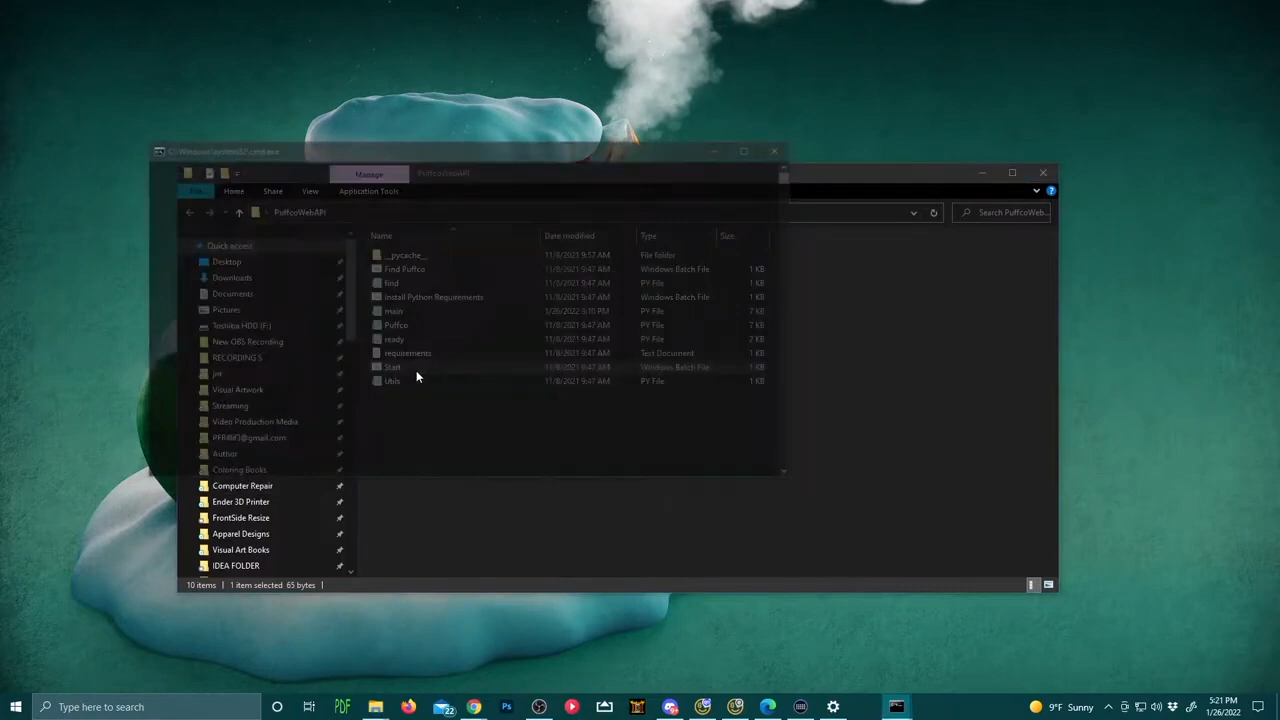 C:\Windows\system32\cmd.exe
Manage
PuffcoWebAPI
File
Home
Share
View
Application Tools
PuffcoWebAPI
Search PuffcoWeb...
Name
Date modified
Type
Size
Quick access
Desktop
Downloads
Documents
Pictures
Toshiba HDD (F:)
New OBS Recording
RECORDING S
jnt
Visual Artwork
Streaming
Video Production Media
Author
Coloring Books
Computer Repair
Ender 3D Printer
FrontSide Resize
Apparel Designs
Visual Art Books
IDEA FOLDER
__pycache__ 11/8/2021 9:57 AM File folder
Find Puffco 11/8/2021 9:47 AM Windows Batch File 1 KB
find 11/8/2021 9:47 AM PY File 1 KB
Install Python Requirements 11/8/2021 9:47 AM Windows Batch File 1 KB
main 1/26/2022 3:10 PM PY File 7 KB
Puffco 11/8/2021 9:47 AM PY File 7 KB
ready 11/8/2021 9:47 AM PY File 2 KB
requirements 11/8/2021 9:47 AM Text Document 1 KB
Start 11/8/2021 9:47 AM Windows Batch File 1 KB
Utils 11/8/2021 9:47 AM PY File 1 KB
10 items
1 item selected 65 bytes
Type here to search
PDF
22
Ps
9°F Sunny
5:21 PM
1/26/2022